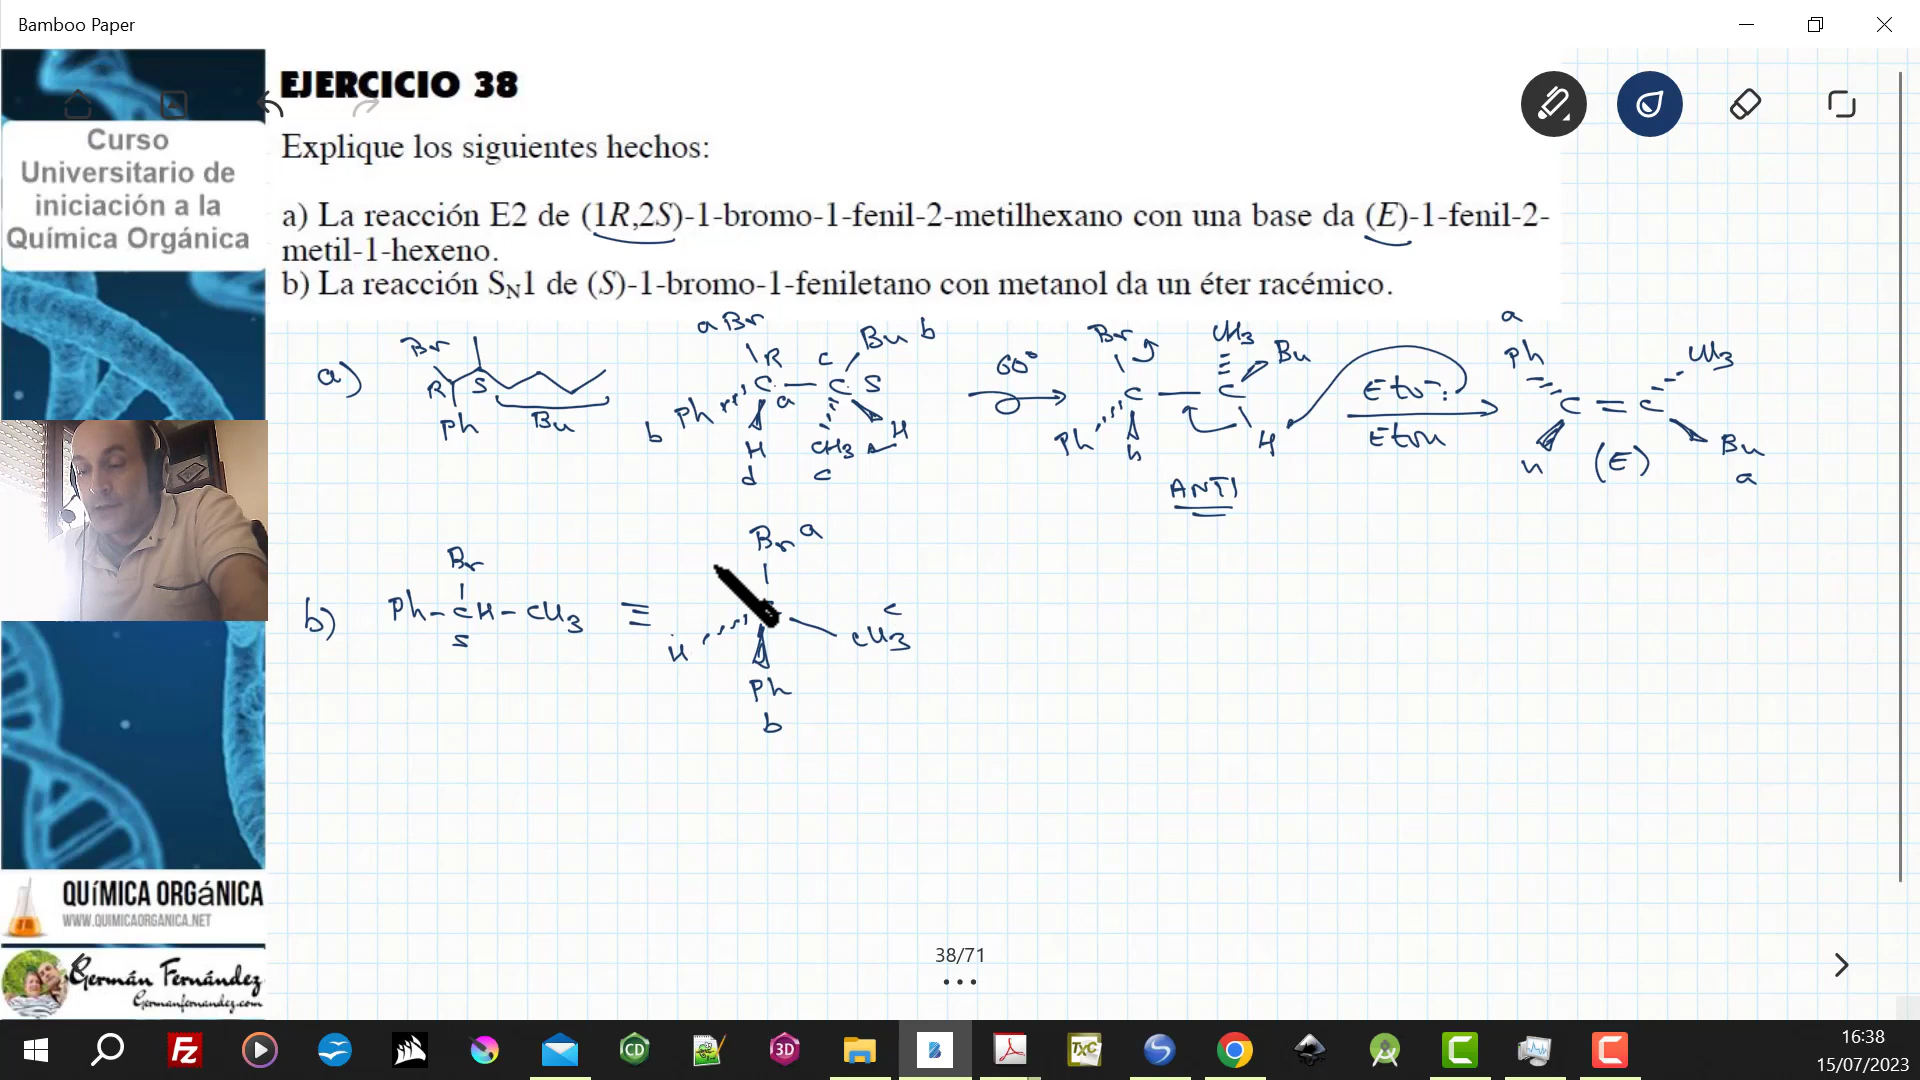 Bamboo Paper
EJERCICIO 38
Curso
Universitario de
iniciación a la
Química Orgánica
Explique los siguientes hechos:
a) La reacción E2 de (1R,2S)-1-bromo-1-fenil-2-metilhexano con una base da (E)-1-fenil-2-
metil-1-hexeno.
b) La reacción SN1 de (S)-1-bromo-1-feniletano con metanol da un éter racémico.
a)
Br
R
S
Ph
Bu
a Br
R
c
Bu b
C
C
S
a
b
Ph
H
d
CH3
c
H
60°
Br
CH3
Bu
C
C
Ph
H
H
ANTI
EtO-:
EtOH
a
Ph
CH3
C = C
H
(E)
Bu
a
b)
Br
Ph-CH-CH3
S
≡
Br a
H
c
CH3
Ph
b
QUÍMICA ORGáNICA
WWW.QUIMICAORGANICA.NET
Germán Fernández
Germanfernandez.com
38/71
16:38
15/07/2023